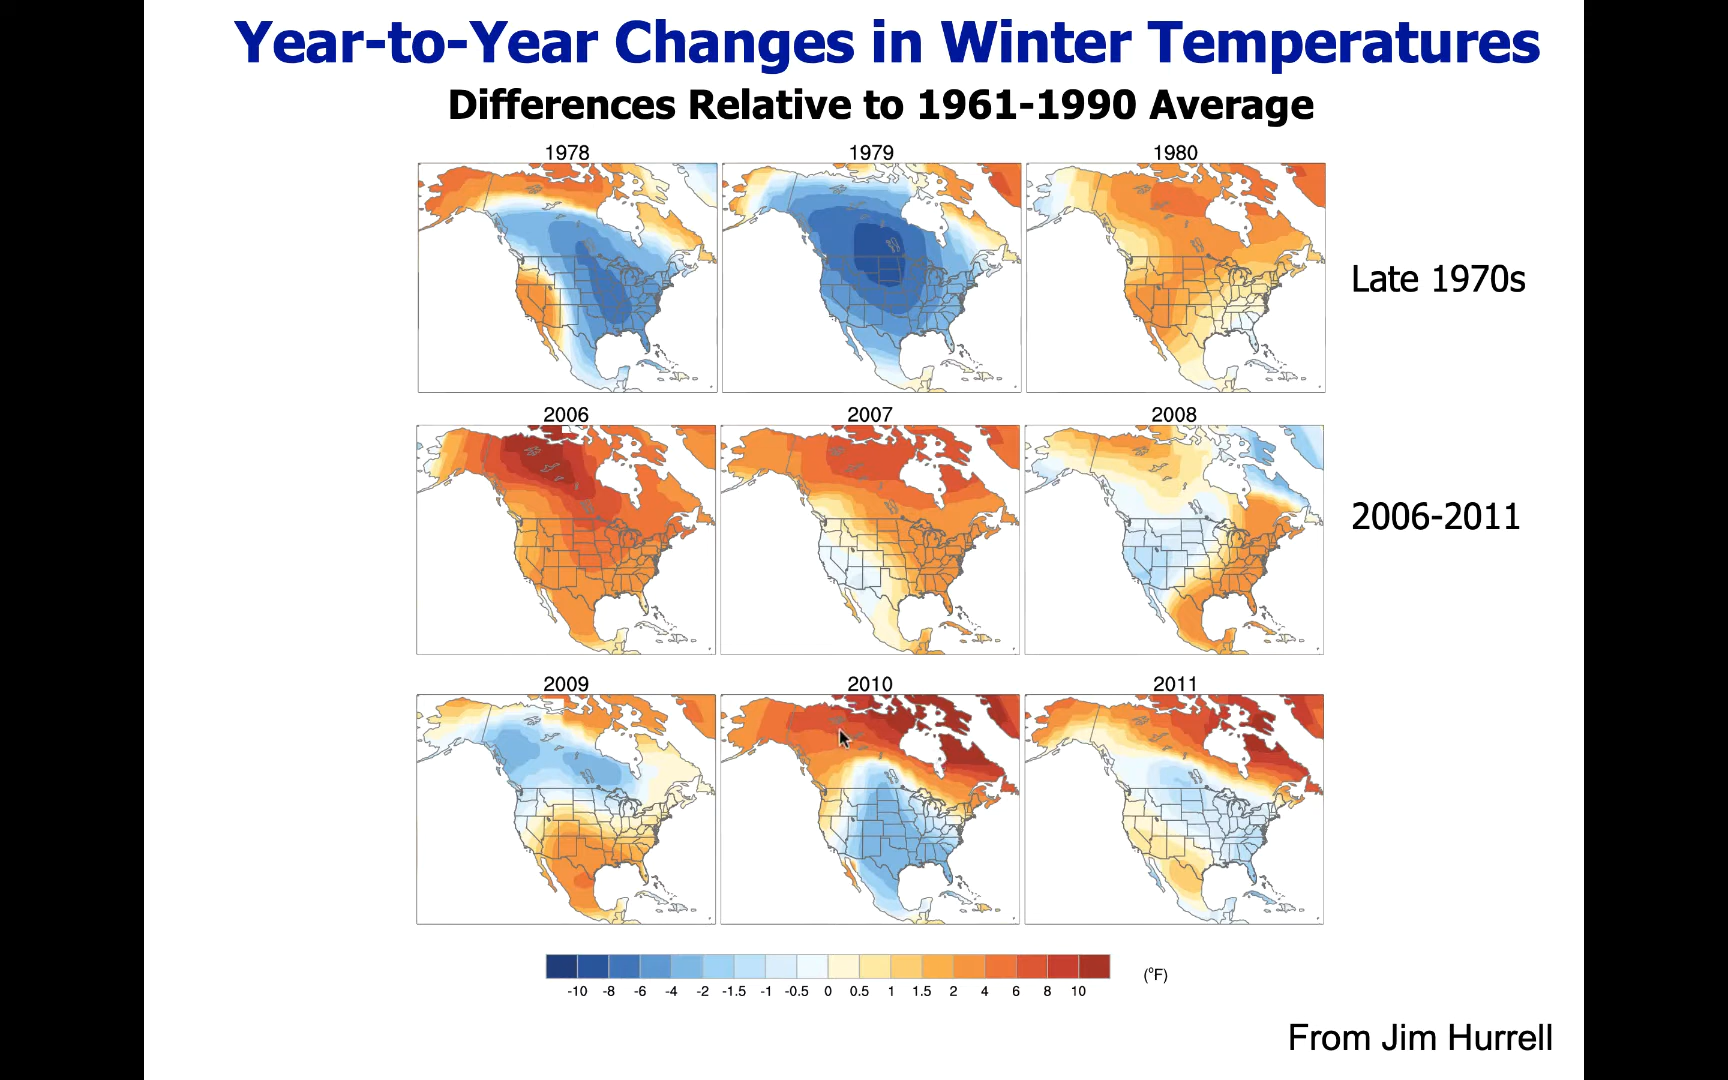 Year-to-Year Changes in Winter Temperatures
Differences Relative to 1961-1990 Average
1978 1979 1980
Late 1970s
2006 2007 2008
2006-2011
2009 2010 2011
-10 -8 -6 -4 -2 -1.5 -1 -0.5 0 0.5 1 1.5 2 4 6 8 10 (°F)
From Jim Hurrell